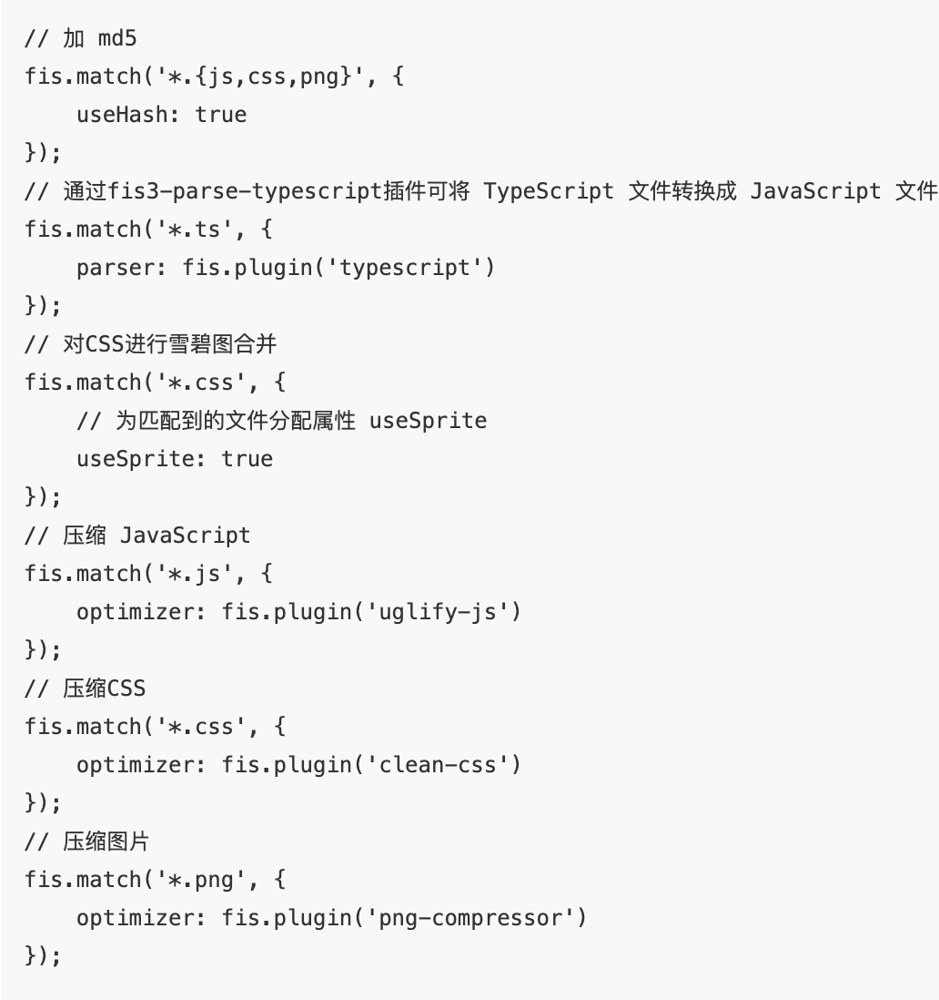 // 加 md5
fis.match('*.{js,css,png}', {
    useHash: true
});
// 通过fis3-parse-typescript插件可将 TypeScript 文件转换成 JavaScript 文件
fis.match('*.ts', {
    parser: fis.plugin('typescript')
});
// 对CSS进行雪碧图合并
fis.match('*.css', {
    // 为匹配到的文件分配属性 useSprite
    useSprite: true
});
// 压缩 JavaScript
fis.match('*.js', {
    optimizer: fis.plugin('uglify-js')
});
// 压缩CSS
fis.match('*.css', {
    optimizer: fis.plugin('clean-css')
});
// 压缩图片
fis.match('*.png', {
    optimizer: fis.plugin('png-compressor')
});